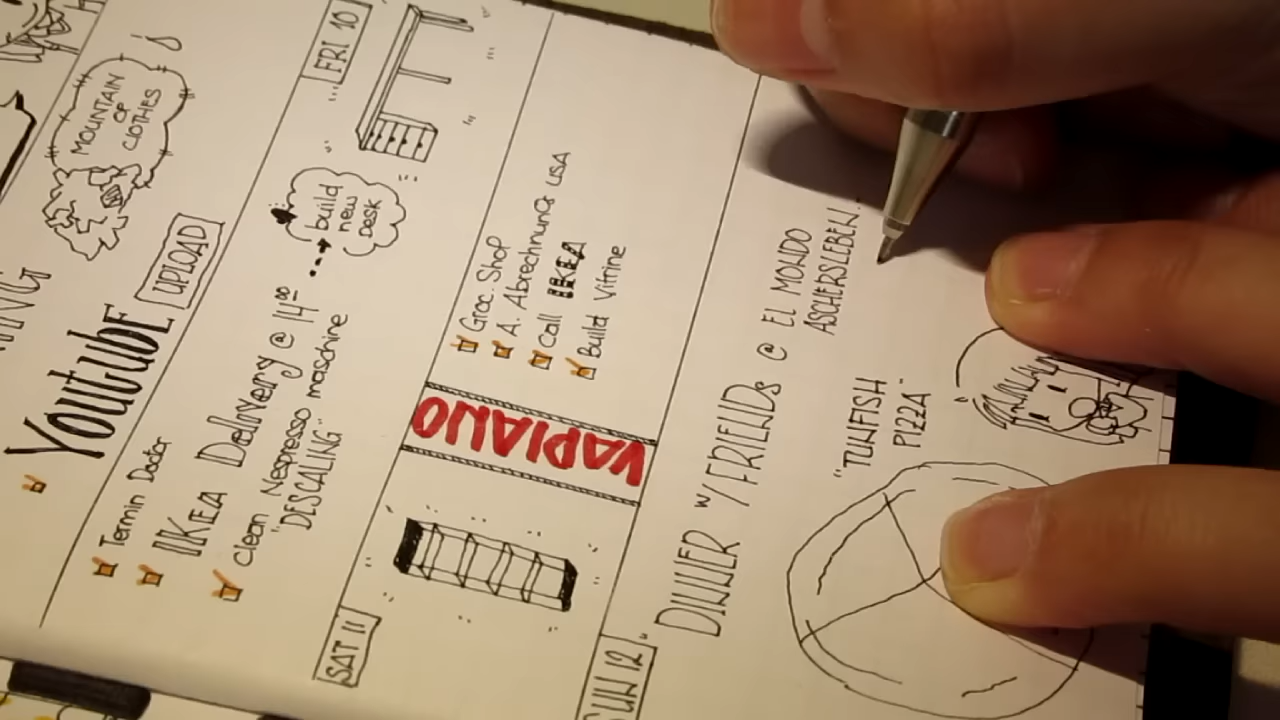 MOUNTAIN
OF
CLOTHES
Youtube
UPLOAD
FRI 10
Termin Doctor
IKEA Delivery @ 14⁰⁰
build
new
DESK
Clean Nespresso maschine
"DESCALING"
SAT 11
VAPIANO
Groc. Shop
A. Abrechnung USA
Call IKEA
Build Vitrine
SUN 12
DINNER w/ FRIENDs @ EL MONDO
ASCHERSLEBEN.
"TUNFISH
PIZZA"